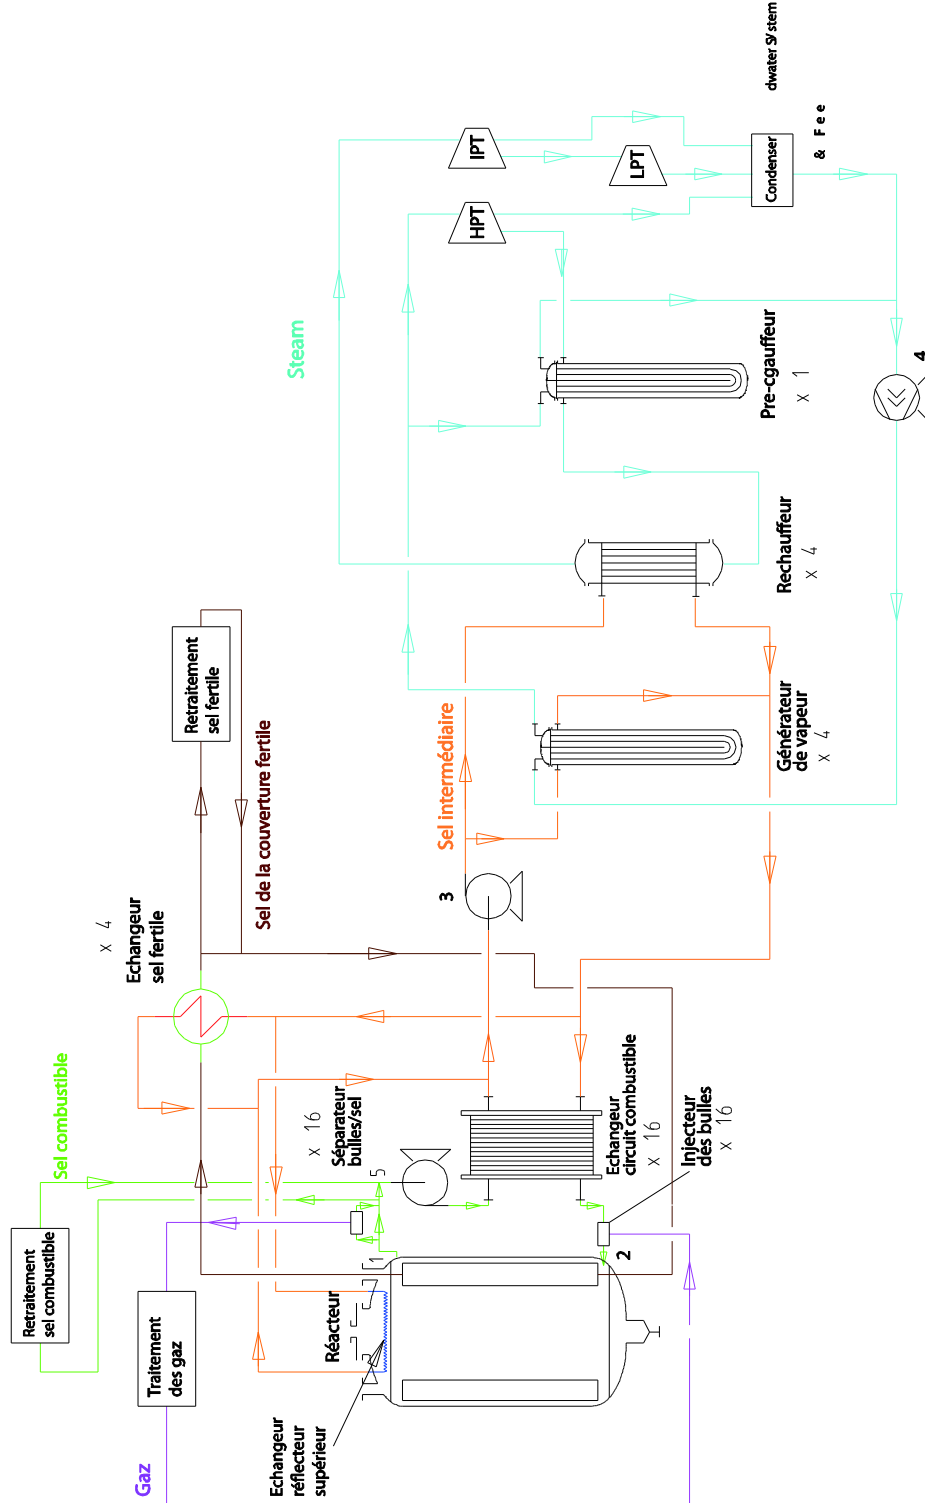 Gaz
Traitement
des gaz
Retraitement
sel combustible
Sel combustible
Echangeur
réflecteur
supérieur
Réacteur
1
2
5
x 16
Séparateur
bulles/sel
Echangeur
circuit combustible
x 16
Injecteur
des bulles
x 16
x 4
Echangeur
sel fertile
Retraitement
sel fertile
Sel de la couverture fertile
3
Sel intermédiaire
Générateur
de vapeur
x 4
Rechauffeur
x 4
Pre-cgauffeur
x 1
Steam
HPT
IPT
LPT
Condenser
& Fee
dwater S/stem
4